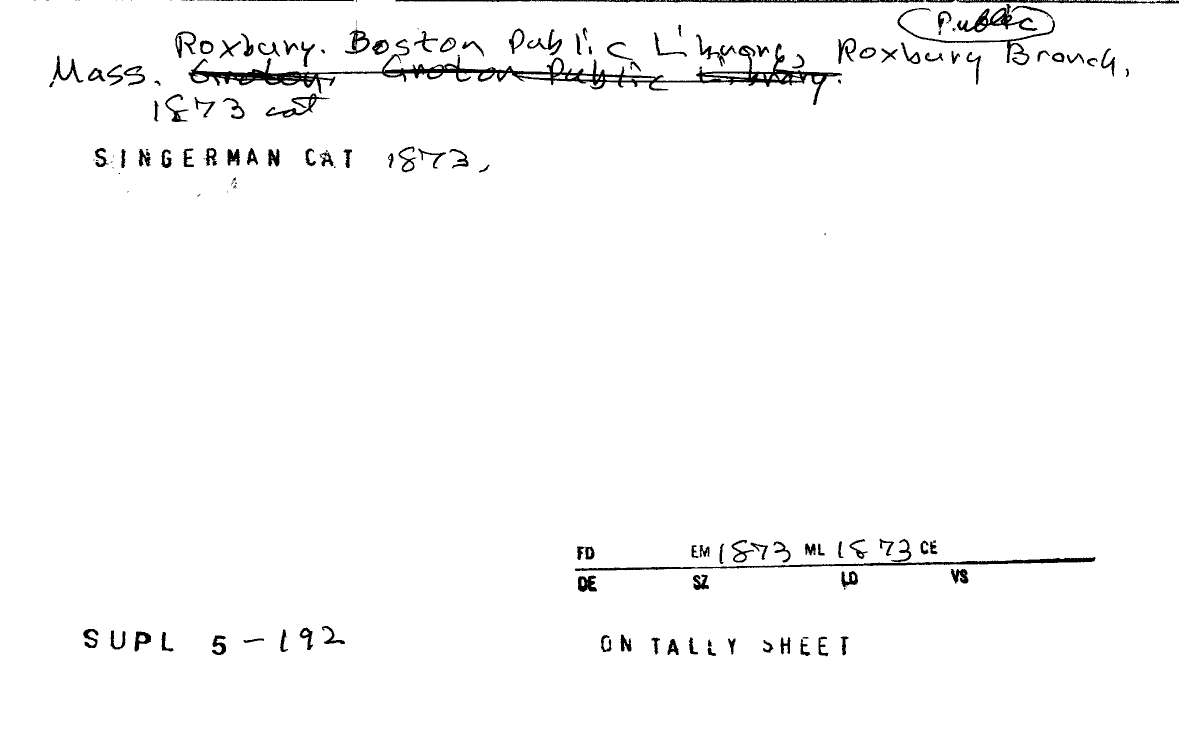 Public
Roxbury. Boston Public Library, Roxbury Branch,
Mass. Groton, Groton Public Library.
1873 cat
SINGERMAN CAT 1873,
FD EM 1873 ML 1873 CE
DE SZ LD VS
SUPL 5-192
ON TALLY SHEET